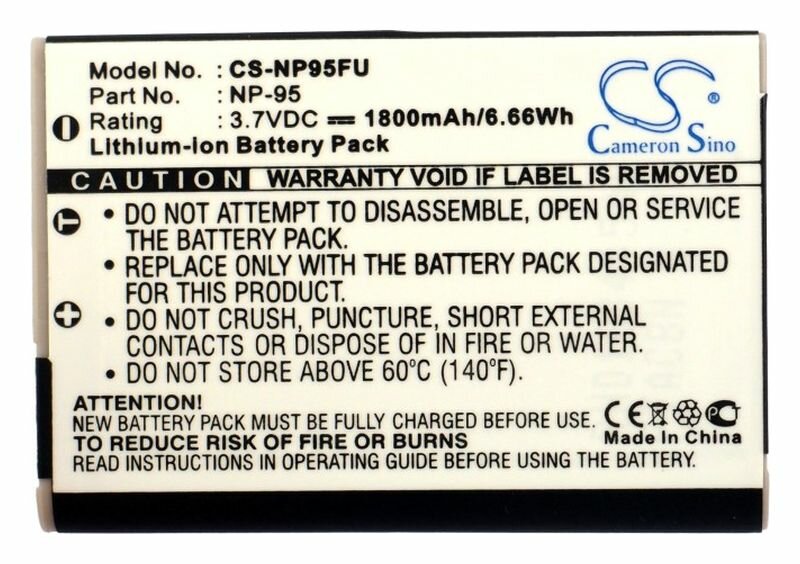 Model No. : CS-NP95FU
Part No. : NP-95
Rating : 3.7VDC ⎓ 1800mAh/6.66Wh
Lithium-ion Battery Pack
CS ®
Cameron Sino
CAUTION WARRANTY VOID IF LABEL IS REMOVED
• DO NOT ATTEMPT TO DISASSEMBLE, OPEN OR SERVICE
THE BATTERY PACK.
• REPLACE ONLY WITH THE BATTERY PACK DESIGNATED
FOR THIS PRODUCT.
• DO NOT CRUSH, PUNCTURE, SHORT EXTERNAL
CONTACTS OR DISPOSE OF IN FIRE OR WATER.
• DO NOT STORE ABOVE 60°C (140°F).
ATTENTION!
NEW BATTERY PACK MUST BE FULLY CHARGED BEFORE USE.
TO REDUCE RISK OF FIRE OR BURNS
READ INSTRUCTIONS IN OPERATING GUIDE BEFORE USING THE BATTERY.
CE
Made In China